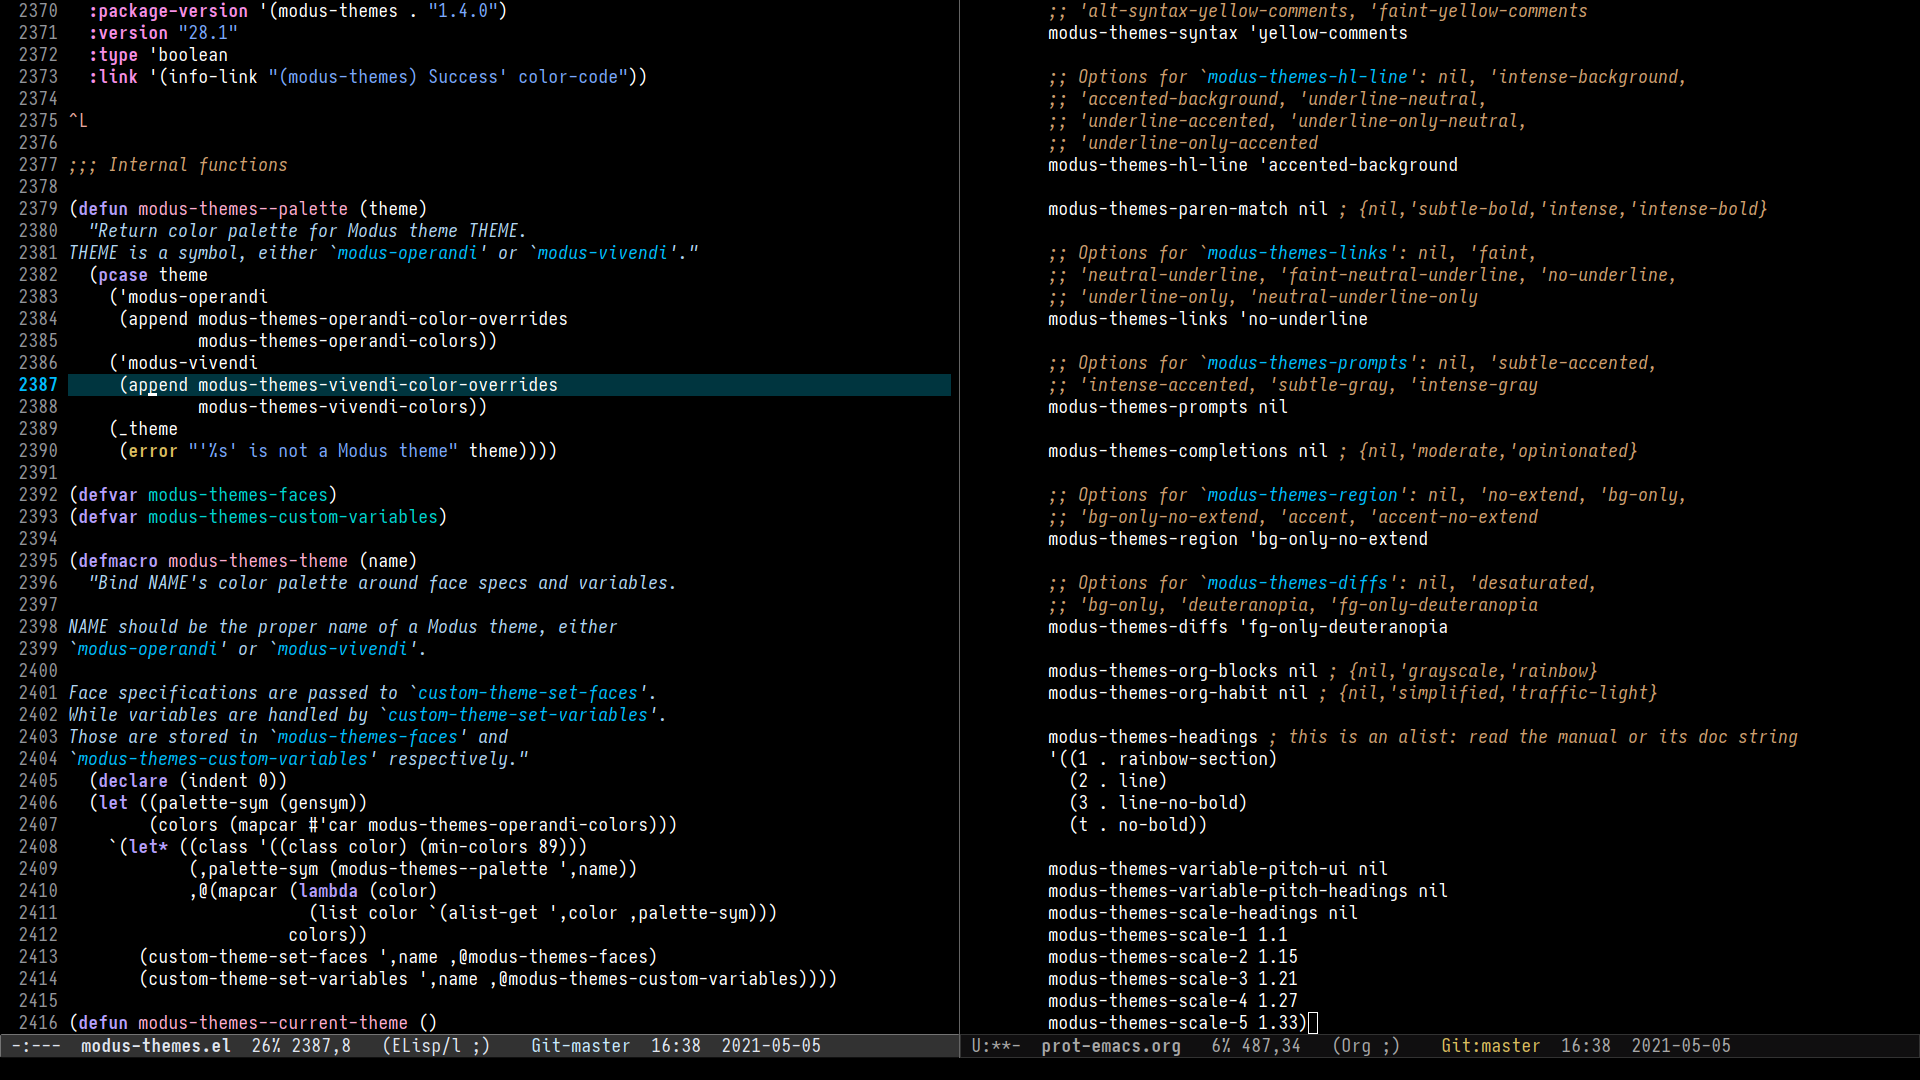 2370   :package-version '(modus-themes . "1.4.0")
2371   :version "28.1"
2372   :type 'boolean
2373   :link '(info-link "(modus-themes) Success' color-code"))
2374
2375 ^L
2376
2377 ;;; Internal functions
2378
2379 (defun modus-themes--palette (theme)
2380   "Return color palette for Modus theme THEME.
2381 THEME is a symbol, either `modus-operandi' or `modus-vivendi'."
2382   (pcase theme
2383     ('modus-operandi
2384      (append modus-themes-operandi-color-overrides
2385              modus-themes-operandi-colors))
2386     ('modus-vivendi
2387      (append modus-themes-vivendi-color-overrides
2388              modus-themes-vivendi-colors))
2389     (_theme
2390      (error "'%s' is not a Modus theme" theme))))
2391
2392 (defvar modus-themes-faces)
2393 (defvar modus-themes-custom-variables)
2394
2395 (defmacro modus-themes-theme (name)
2396   "Bind NAME's color palette around face specs and variables.
2397
2398 NAME should be the proper name of a Modus theme, either
2399 `modus-operandi' or `modus-vivendi'.
2400
2401 Face specifications are passed to `custom-theme-set-faces'.
2402 While variables are handled by `custom-theme-set-variables'.
2403 Those are stored in `modus-themes-faces' and
2404 `modus-themes-custom-variables' respectively."
2405   (declare (indent 0))
2406   (let ((palette-sym (gensym))
2407         (colors (mapcar #'car modus-themes-operandi-colors)))
2408     `(let* ((class '((class color) (min-colors 89)))
2409             (,palette-sym (modus-themes--palette ',name))
2410             ,@(mapcar (lambda (color)
2411                         (list color `(alist-get ',color ,palette-sym)))
2412                       colors))
2413        (custom-theme-set-faces ',name ,@modus-themes-faces)
2414        (custom-theme-set-variables ',name ,@modus-themes-custom-variables))))
2415
2416 (defun modus-themes--current-theme ()
-:---  modus-themes.el  26% 2387,8   (ELisp/l ;)    Git-master  16:38  2021-05-05
;; 'alt-syntax-yellow-comments, 'faint-yellow-comments
modus-themes-syntax 'yellow-comments

;; Options for `modus-themes-hl-line': nil, 'intense-background,
;; 'accented-background, 'underline-neutral,
;; 'underline-accented, 'underline-only-neutral,
;; 'underline-only-accented
modus-themes-hl-line 'accented-background

modus-themes-paren-match nil ; {nil,'subtle-bold,'intense,'intense-bold}

;; Options for `modus-themes-links': nil, 'faint,
;; 'neutral-underline, 'faint-neutral-underline, 'no-underline,
;; 'underline-only, 'neutral-underline-only
modus-themes-links 'no-underline

;; Options for `modus-themes-prompts': nil, 'subtle-accented,
;; 'intense-accented, 'subtle-gray, 'intense-gray
modus-themes-prompts nil

modus-themes-completions nil ; {nil,'moderate,'opinionated}

;; Options for `modus-themes-region': nil, 'no-extend, 'bg-only,
;; 'bg-only-no-extend, 'accent, 'accent-no-extend
modus-themes-region 'bg-only-no-extend

;; Options for `modus-themes-diffs': nil, 'desaturated,
;; 'bg-only, 'deuteranopia, 'fg-only-deuteranopia
modus-themes-diffs 'fg-only-deuteranopia

modus-themes-org-blocks nil ; {nil,'grayscale,'rainbow}
modus-themes-org-habit nil ; {nil,'simplified,'traffic-light}

modus-themes-headings ; this is an alist: read the manual or its doc string
'((1 . rainbow-section)
  (2 . line)
  (3 . line-no-bold)
  (t . no-bold))

modus-themes-variable-pitch-ui nil
modus-themes-variable-pitch-headings nil
modus-themes-scale-headings nil
modus-themes-scale-1 1.1
modus-themes-scale-2 1.15
modus-themes-scale-3 1.21
modus-themes-scale-4 1.27
modus-themes-scale-5 1.33)
U:**-  prot-emacs.org   6% 487,34   (Org ;)    Git:master  16:38  2021-05-05